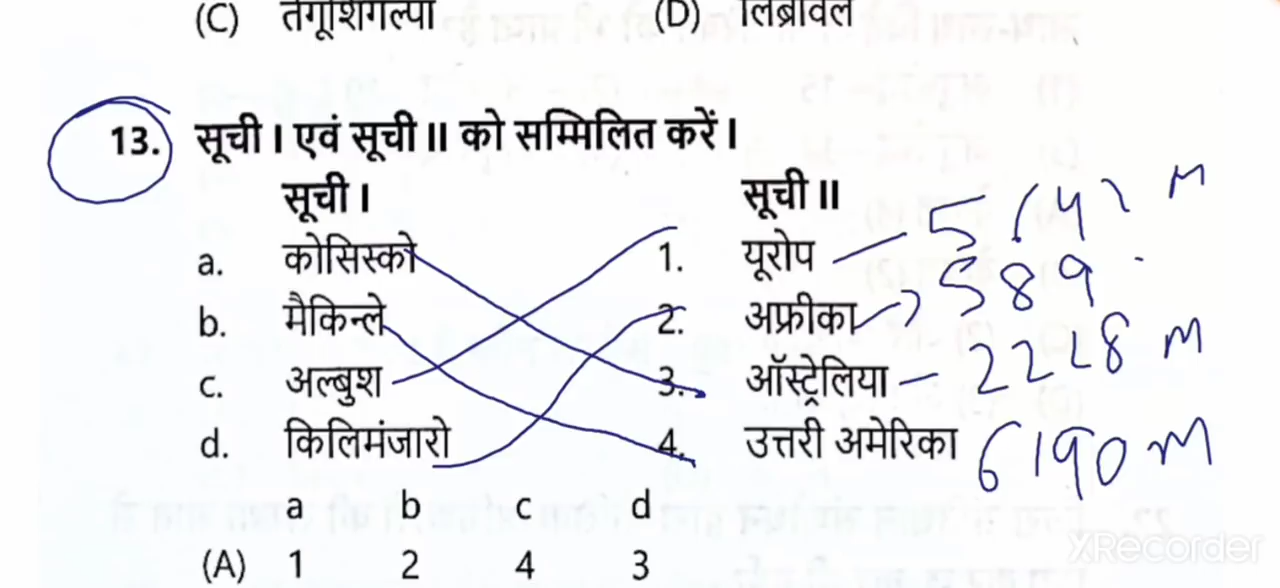 (C) तेगूशिगल्पा (D) लिब्रेविले
13. सूची I एवं सूची II को सम्मिलित करें।
सूची I सूची II
a. कोसिस्को 1. यूरोप 5642 M
b. मैकिन्ले 2. अफ्रीका 589
c. अल्बुश 3. ऑस्ट्रेलिया 2228 M
d. किलिमंजारो 4. उत्तरी अमेरिका 6190 M
a b c d
(A) 1 2 4 3
XRecorder